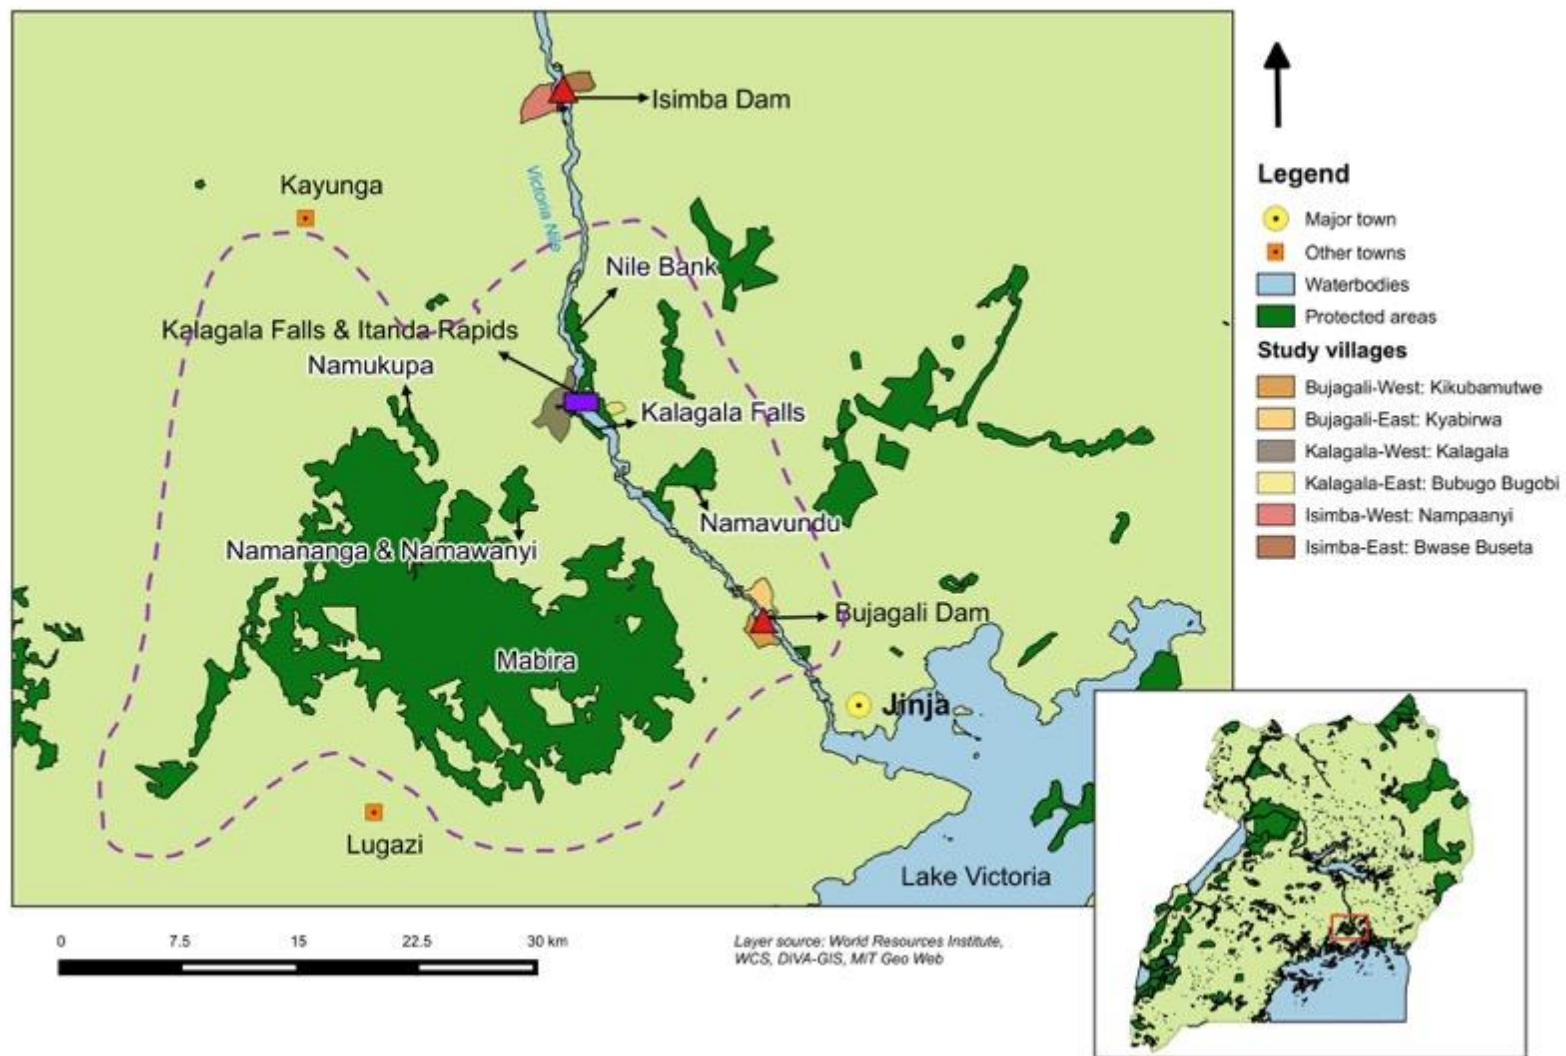 Isimba Dam
Kayunga
Victoria Nile
Nile Bank
Kalagala Falls & Itanda Rapids
Namukupa
Kalagala Falls
Namavundu
Namananga & Namawanyi
Bujagali Dam
Mabira
Jinja
Lugazi
Lake Victoria
Legend
Major town
Other towns
Waterbodies
Protected areas
Study villages
Bujagali-West: Kikubamutwe
Bujagali-East: Kyabirwa
Kalagala-West: Kalagala
Kalagala-East: Bubugo Bugobi
Isimba-West: Nampaanyi
Isimba-East: Bwase Buseta
0 7.5 15 22.5 30 km
Layer source: World Resources Institute,
WCS, DIVA-GIS, MIT Geo Web